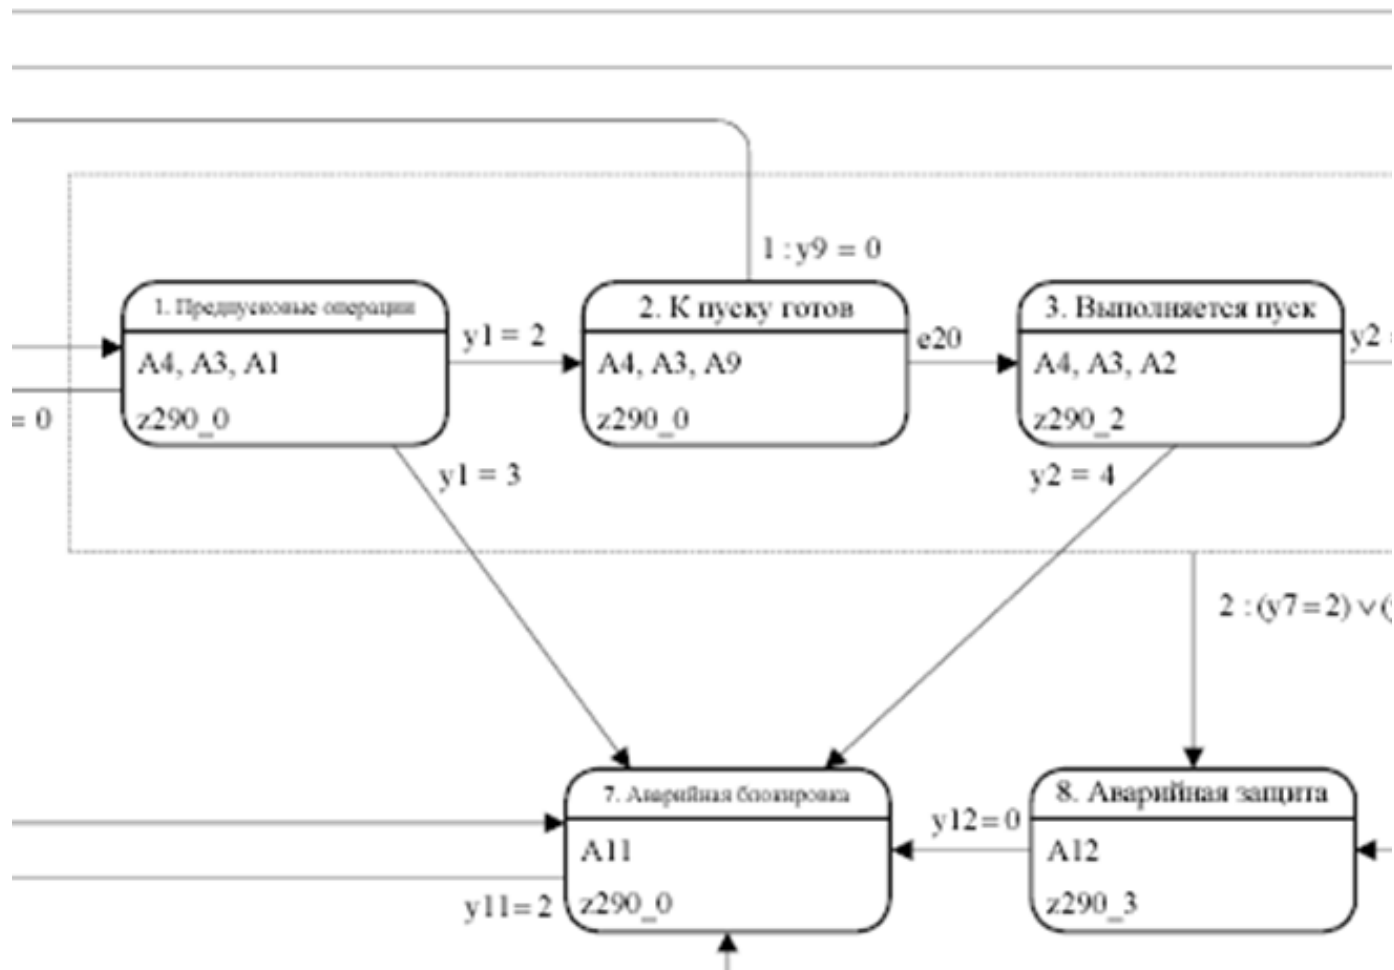 1 : y9 = 0
1. Предпусковые операции
2. К пуску готов
3. Выполняется пуск
y1 = 2
e20
y2 =
A4, A3, A1
A4, A3, A9
A4, A3, A2
= 0
z290_0
z290_0
z290_2
y1 = 3
y2 = 4
2 : (y7=2) ∨ (
7. Аварийная блокировка
8. Аварийная защита
y12=0
A11
A12
y11=2
z290_0
z290_3